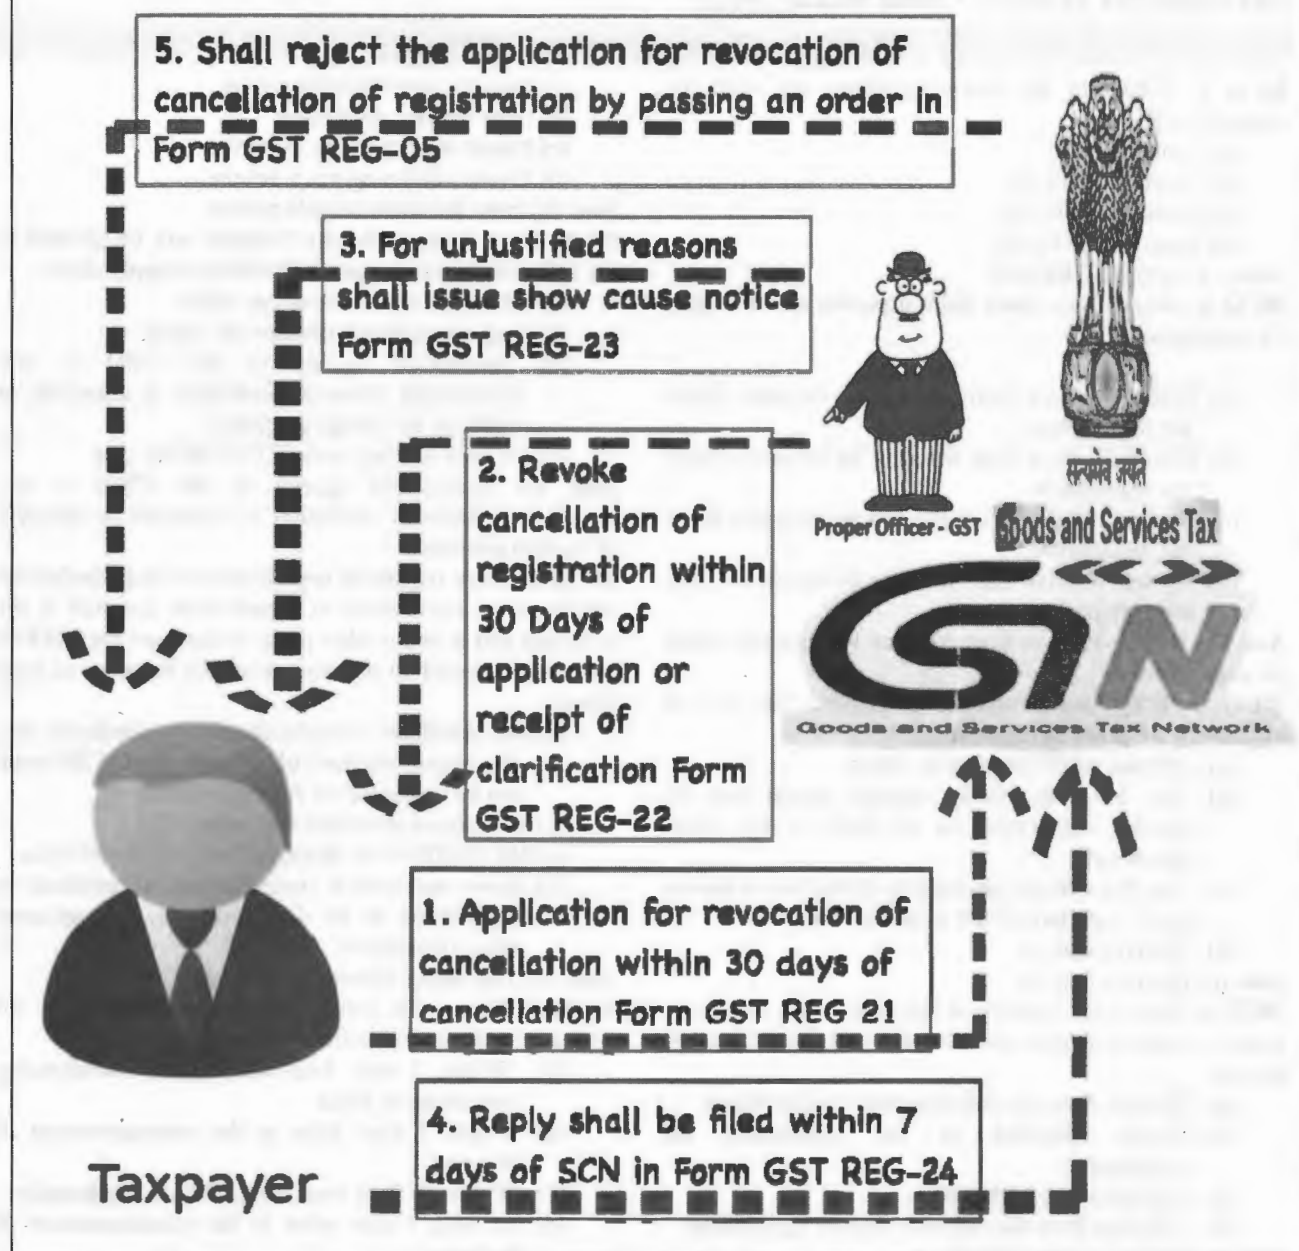 5. Shall reject the application for revocation of
cancellation of registration by passing an order in
Form GST REG-05
3. For unjustified reasons
shall issue show cause notice
Form GST REG-23
2. Revoke
cancellation of
registration within
30 Days of
application or
receipt of
clarification Form
GST REG-22
सत्यमेव जयते
Proper Officer - GST
Goods and Services Tax
GSTN
Goods and Services Tax Network
1. Application for revocation of
cancellation within 30 days of
cancellation Form GST REG 21
4. Reply shall be filed within 7
days of SCN in Form GST REG-24
Taxpayer